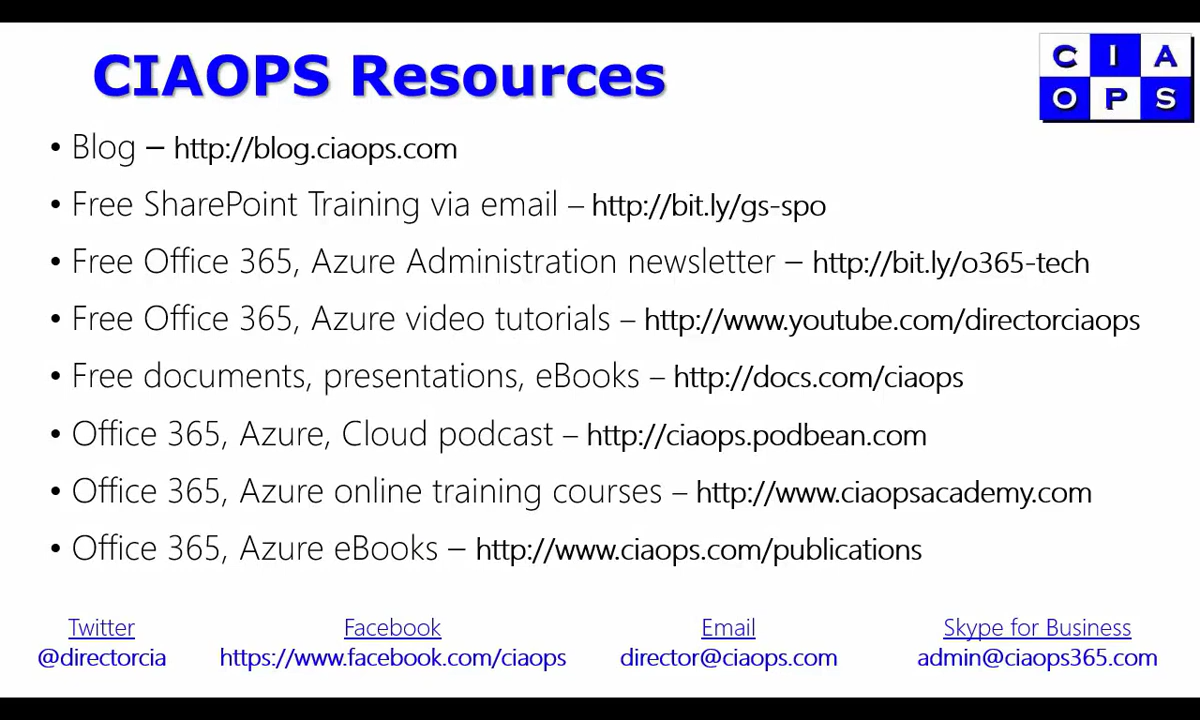 CIAOPS Resources
C I A
O P S
• Blog – http://blog.ciaops.com
• Free SharePoint Training via email – http://bit.ly/gs-spo
• Free Office 365, Azure Administration newsletter – http://bit.ly/o365-tech
• Free Office 365, Azure video tutorials – http://www.youtube.com/directorciaops
• Free documents, presentations, eBooks – http://docs.com/ciaops
• Office 365, Azure, Cloud podcast – http://ciaops.podbean.com
• Office 365, Azure online training courses – http://www.ciaopsacademy.com
• Office 365, Azure eBooks – http://www.ciaops.com/publications
Twitter Facebook Email Skype for Business
@directorcia https://www.facebook.com/ciaops director@ciaops.com admin@ciaops365.com